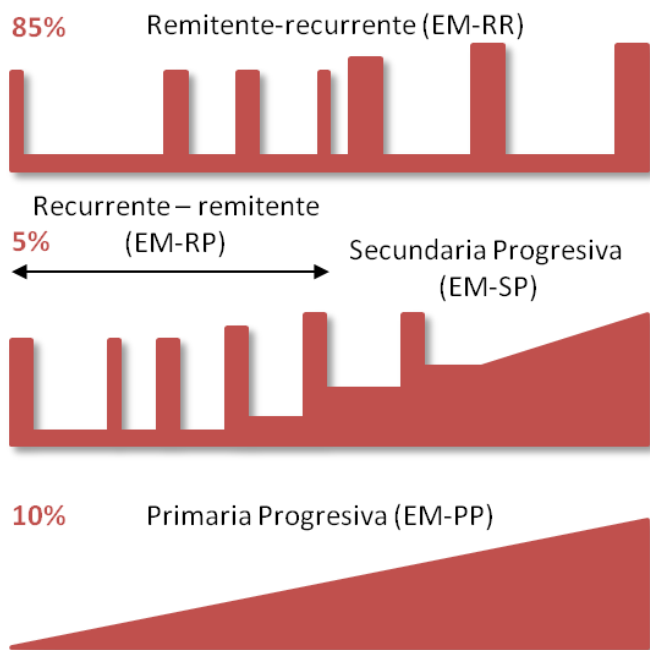 85%
Remitente-recurrente (EM-RR)
Recurrente – remitente
5%
(EM-RP)
Secundaria Progresiva
(EM-SP)
10%
Primaria Progresiva (EM-PP)